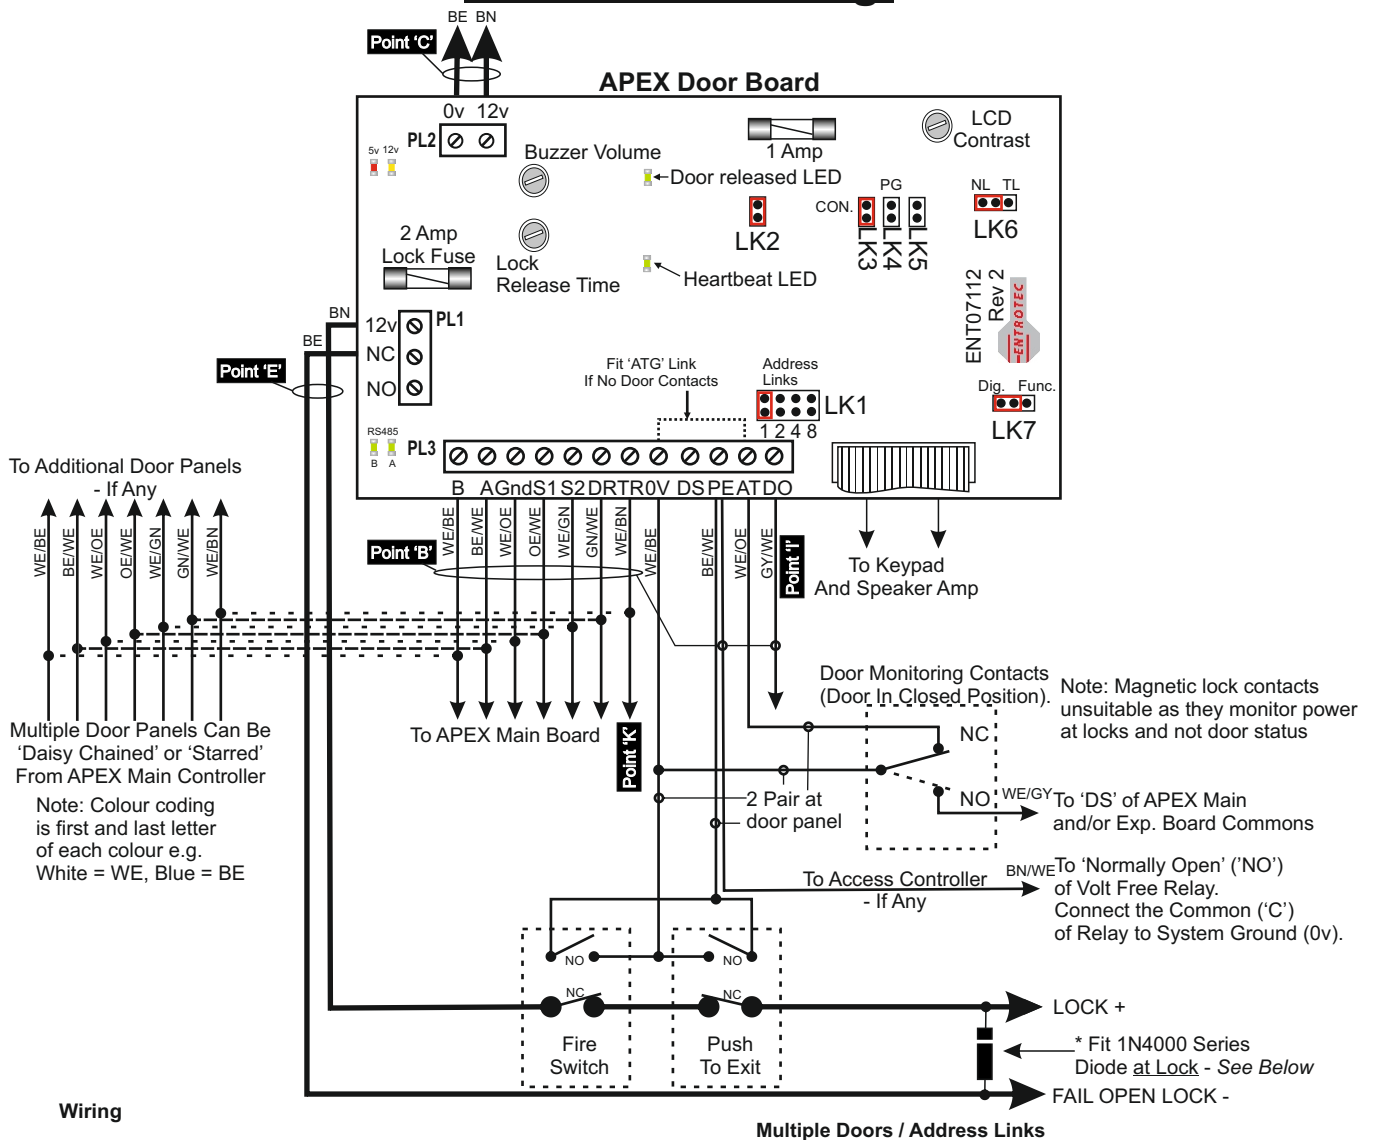 BE BN
Point 'C'
APEX Door Board
0v 12v
PL2
5v 12v
Buzzer Volume
1 Amp
LCD
Contrast
Door released LED
PG
CON.
NL TL
LK2
LK3
LK4
LK5
LK6
2 Amp
Lock Fuse
Lock
Release Time
Heartbeat LED
ENT07112
Rev 2
ENTROTEC
BN
BE
12v
NC
NO
PL1
Point 'E'
Fit 'ATG' Link
If No Door Contacts
Address
Links
LK1
1 2 4 8
Dig. Func.
LK7
RS485
B A
PL3
B A Gnd S1 S2 DR TR 0V DS PE AT DO
To Additional Door Panels
- If Any
WE/BE
BE/WE
WE/OE
OE/WE
WE/GN
GN/WE
WE/BN
Point 'B'
WE/BE
BE/WE
WE/OE
OE/WE
WE/GN
GN/WE
WE/BN
WE/BE
BE/WE
WE/OE
GY/WE
Point 'I'
To Keypad
And Speaker Amp
Multiple Door Panels Can Be
'Daisy Chained' or 'Starred'
From APEX Main Controller
Note: Colour coding
is first and last letter
of each colour e.g.
White = WE, Blue = BE
To APEX Main Board
Point 'K'
Door Monitoring Contacts
(Door In Closed Position).
Note: Magnetic lock contacts
unsuitable as they monitor power
at locks and not door status
NC
NO
WE/GY
To 'DS' of APEX Main
and/or Exp. Board Commons
2 Pair at
door panel
To Access Controller
- If Any
BN/WE
To 'Normally Open' ('NO')
of Volt Free Relay.
Connect the Common ('C')
of Relay to System Ground (0v).
NO
NO
NC
NC
Fire
Switch
Push
To Exit
LOCK +
* Fit 1N4000 Series
Diode at Lock - See Below
FAIL OPEN LOCK -
Wiring
Multiple Doors / Address Links